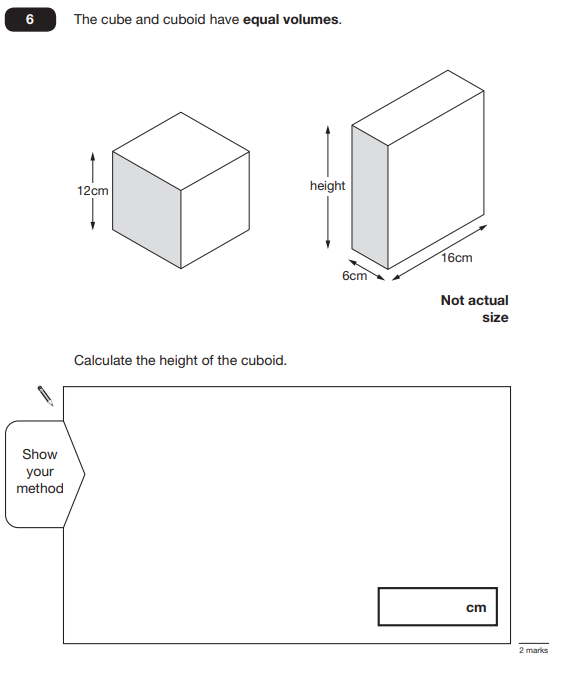 6 The cube and cuboid have equal volumes.
12cm
height
6cm
16cm
Not actual
size
Calculate the height of the cuboid.
Show
your
method
cm
2 marks